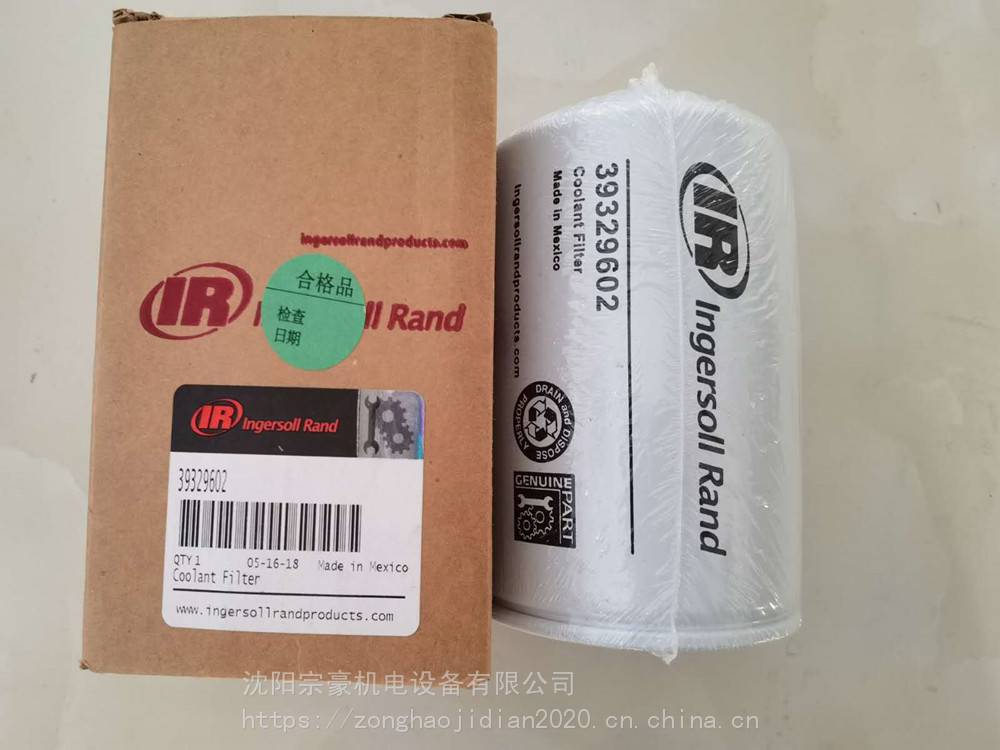 ingersollrandproducts.com
IR Ingersoll Rand
合格品
检查
日期
IR Ingersoll Rand
39329602
QTY 1 05-16-18 Made in Mexico
Coolant Filter
www.ingersollrandproducts.com
IR Ingersoll Rand
39329602
Coolant Filter
Made in Mexico
Ingersollrandproducts.com
DRAIN and DISPOSE
PROPERLY
GENUINE
PART
沈阳宗豪机电设备有限公司
https://zonghaojidian2020.cn.china.cn